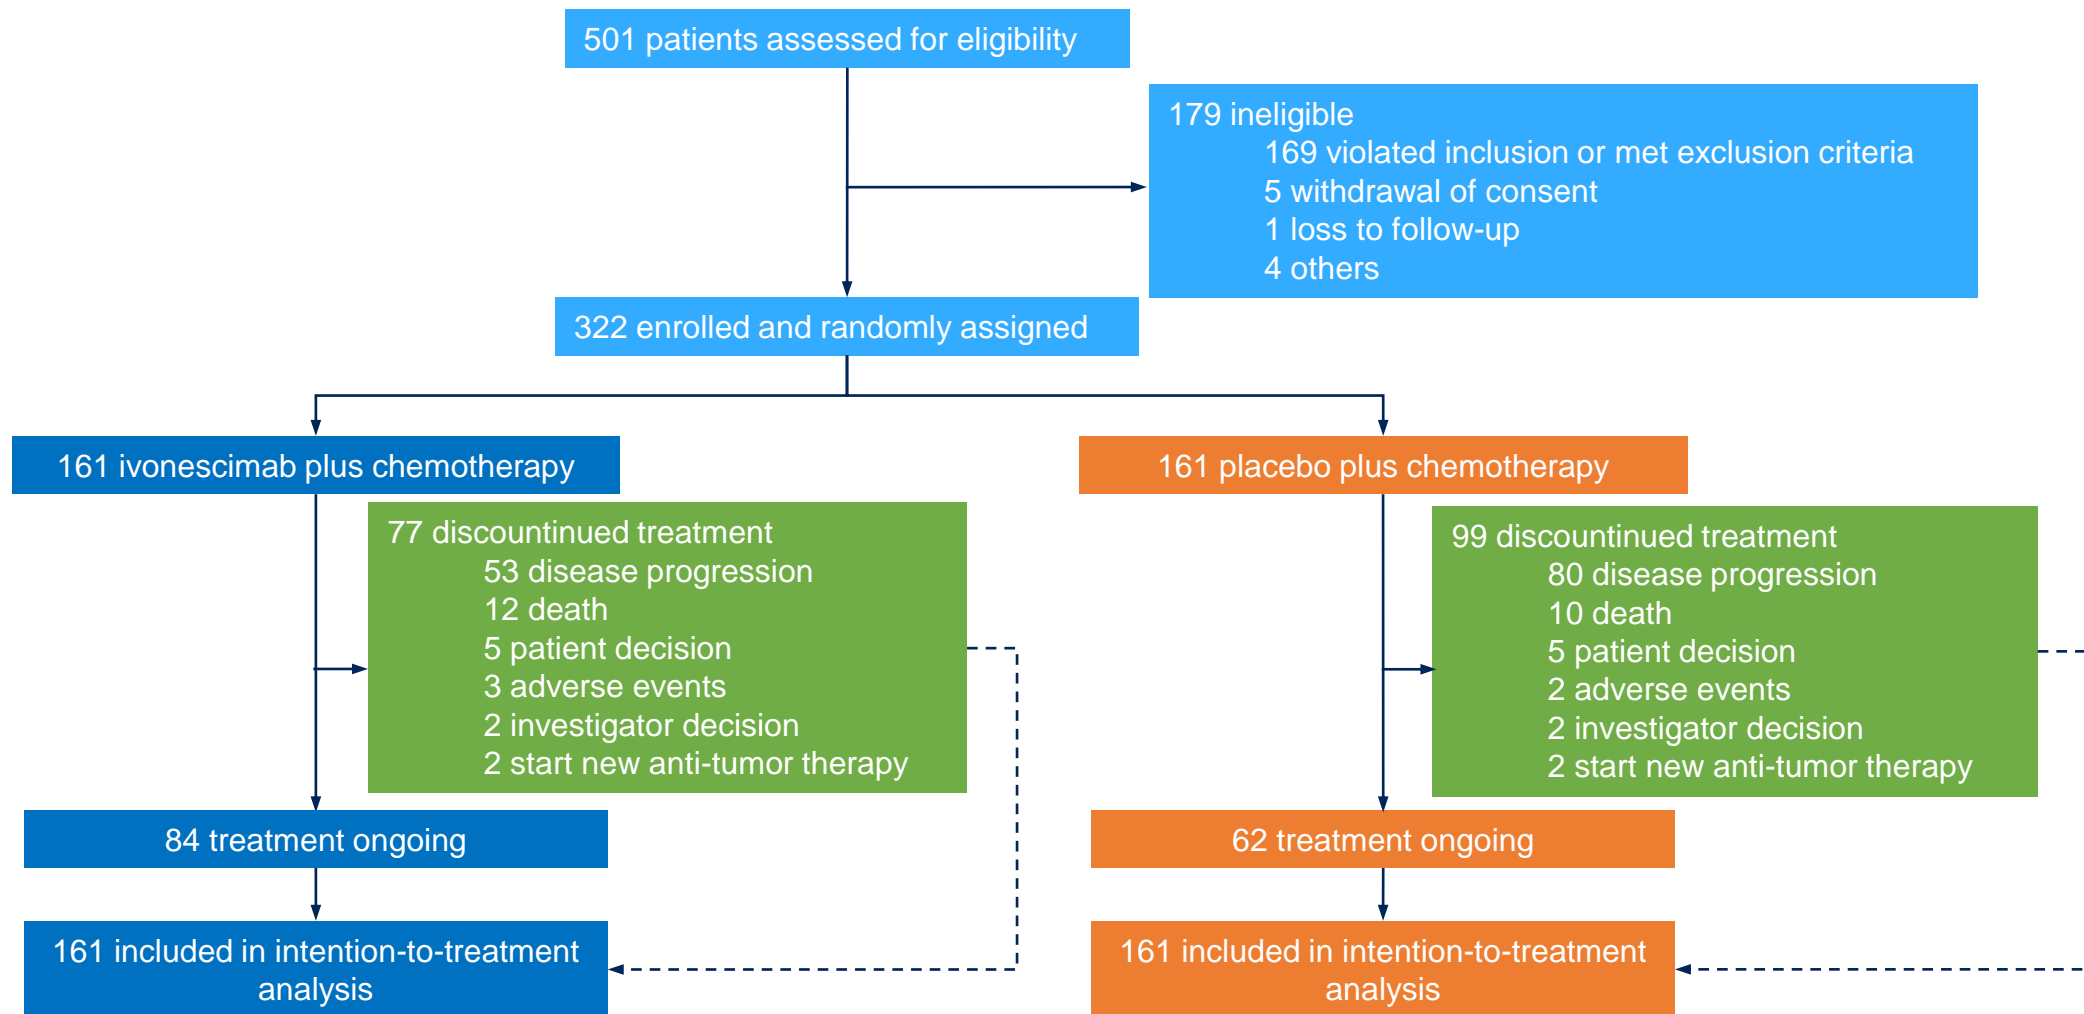 501 patients assessed for eligibility
179 ineligible
169 violated inclusion or met exclusion criteria
5 withdrawal of consent
1 loss to follow-up
4 others
322 enrolled and randomly assigned
161 ivonescimab plus chemotherapy
161 placebo plus chemotherapy
77 discountinued treatment
53 disease progression
12 death
5 patient decision
3 adverse events
2 investigator decision
2 start new anti-tumor therapy
99 discountinued treatment
80 disease progression
10 death
5 patient decision
2 adverse events
2 investigator decision
2 start new anti-tumor therapy
84 treatment ongoing
62 treatment ongoing
161 included in intention-to-treatment
analysis
161 included in intention-to-treatment
analysis